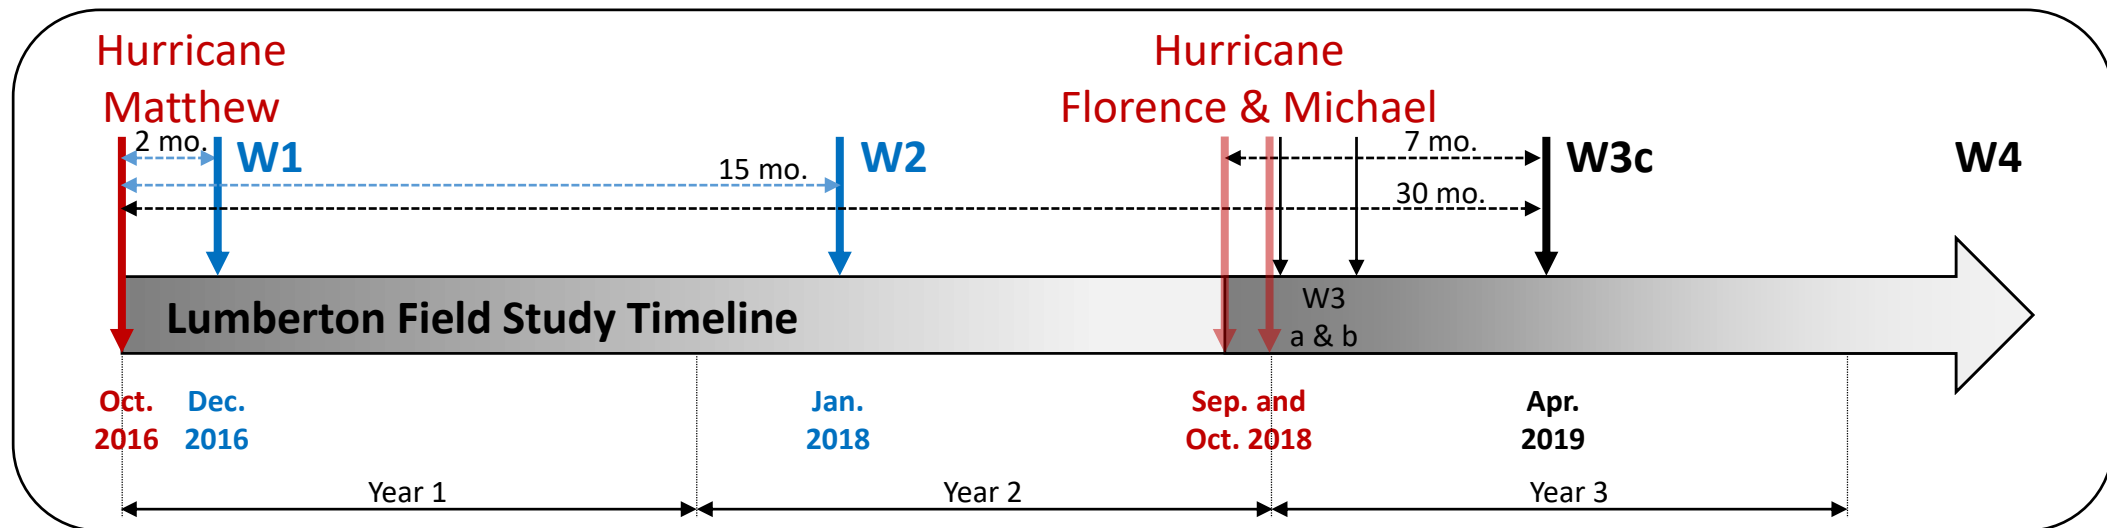 Hurricane
Matthew
Hurricane
Florence & Michael
2 mo.
W1
15 mo.
W2
7 mo.
30 mo.
W3c
W4
Lumberton Field Study Timeline
W3
a & b
Oct.
2016
Dec.
2016
Jan.
2018
Sep. and
Oct. 2018
Apr.
2019
Year 1
Year 2
Year 3